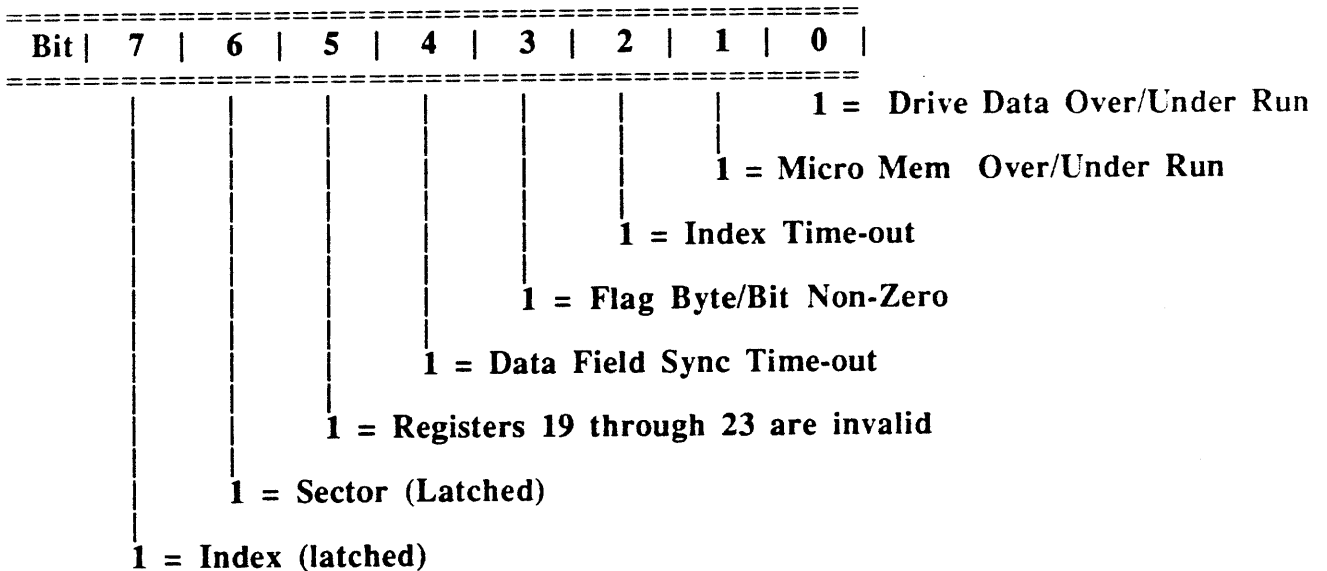 Bit | 7 | 6 | 5 | 4 | 3 | 2 | 1 | 0 |
1 = Drive Data Over/Under Run
1 = Micro Mem Over/Under Run
1 = Index Time-out
1 = Flag Byte/Bit Non-Zero
1 = Data Field Sync Time-out
1 = Registers 19 through 23 are invalid
1 = Sector (Latched)
1 = Index (latched)